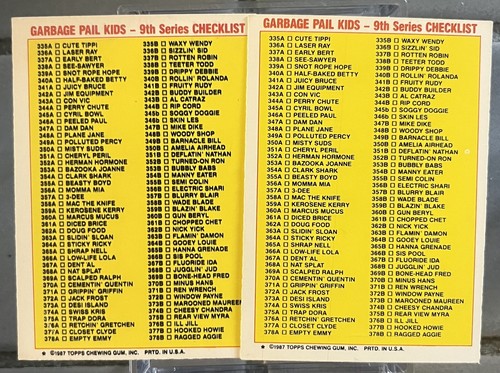 GARBAGE PAIL KIDS - 9th Series CHECKLIST
335A □ CUTE TIPPI
336A □ LASER RAY
337A □ EARLY BERT
338A □ SEE-SAWYER
339A □ SNOT ROPE HOPE
340A □ HALF-BAKED BETTY
341A □ JUICY BRUCE
342A □ JIM EQUIPMENT
343A □ CON VIC
344A □ PERRY CHUTE
345A □ CYRIL BOWL
346A □ PEELED PAUL
347A □ DAM DAN
348A □ PLANE JANE
349A □ POLLUTED PERCY
350A □ MISTY SUDS
351A □ CHERYL PERIL
352A □ HERMAN HORMONE
353A □ BAZOOKA JOANNE
354A □ CLARK SHARK
355A □ BEASTY BOYD
356A □ MOMMA MIA
357A □ 3-DEE
358A □ MAC THE KNIFE
359A □ KEROSENE KERRY
360A □ MARCUS MUCUS
361A □ DICED BRICE
362A □ DOUG FOOD
363A □ SLIDIN' SLOAN
364A □ STICKY RICKY
365A □ SHRAP NELL
366A □ LOW-LIFE LOLA
367A □ DENT' AL
368A □ NAT SPLAT
369A □ SCALPED RALPH
370A □ CEMENTIN' QUENTIN
371A □ GRIPPIN' GRIFFIN
372A □ JACK FROST
373A □ DESI ISLAND
374A □ SWISS KRIS
375A □ TRAP DORA
376A □ RETCHIN' GRETCHEN
377A □ CLOSET CLYDE
378A □ EMPTY EMMY
335B □ WAXY WENDY
336B □ SIZZLIN' SID
337B □ ROTTEN ROBIN
338B □ TEETER TODD
339B □ DRIPPY DEBBIE
340B □ ROLLIN' ROLANDA
341B □ FRUITY RUDY
342B □ BUDDY BUILDER
343B □ AL CATRAZ
344B □ RIP CORD
345b □ SOGGY DOGGIE
346b □ SKIN LES
347B □ MIKE DIKE
348B □ WOODY SHOP
349B □ BARNACLE BILL
350B □ AMELIA AIRHEAD
351B □ DEFLATIN' NATHAN
352B □ TURNED-ON RON
353B □ BUBBLY BABS
354B □ MANNY EATER
355B □ SEMI COLIN
356B □ ELECTRIC SHARI
357B □ BLURRY BLAIR
358B □ WADE BLADE
359B □ BLAZIN' BLAKE
360B □ GUN BERYL
361B □ CHOPPED CHET
362B □ NICK YICK
363B □ FLAMIN' DAMON
364B □ GOOEY LOUIE
365B □ HANNA GRENADE
366B □ SIS POOL
367B □ FLUORIDE IDA
368B □ JUGGLIN' JUD
369B □ BONE-HEAD FRED
370B □ MINUS HANS
371B □ REN WRENCH
372B □ WINDOW PAYNE
373B □ MAROONED MAUREEN
374B □ CHEESY CHANDRA
375B □ REAR VIEW MYRA
376B □ ILL JILL
377B □ HOOKED HOWIE
378B □ RAGGED AGGIE
* ©1987 TOPPS CHEWING GUM, INC. PRTD. IN U.S.A.
GARBAGE PAIL KIDS - 9th Series CHECKLIST
335A □ CUTE TIPPI
336A □ LASER RAY
337A □ EARLY BERT
338A □ SEE-SAWYER
339A □ SNOT ROPE HOPE
340A □ HALF-BAKED BETTY
341A □ JUICY BRUCE
342A □ JIM EQUIPMENT
343A □ CON VIC
344A □ PERRY CHUTE
345A □ CYRIL BOWL
346A □ PEELED PAUL
347A □ DAM DAN
348A □ PLANE JANE
349A □ POLLUTED PERCY
350A □ MISTY SUDS
351A □ CHERYL PERIL
352A □ HERMAN HORMONE
353A □ BAZOOKA JOANNE
354A □ CLARK SHARK
355A □ BEASTY BOYD
356A □ MOMMA MIA
357A □ 3-DEE
358A □ MAC THE KNIFE
359A □ KEROSENE KERRY
360A □ MARCUS MUCUS
361A □ DICED BRICE
362A □ DOUG FOOD
363A □ SLIDIN' SLOAN
364A □ STICKY RICKY
365A □ SHRAP NELL
366A □ LOW-LIFE LOLA
367A □ DENT' AL
368A □ NAT SPLAT
369A □ SCALPED RALPH
370A □ CEMENTIN' QUENTIN
371A □ GRIPPIN' GRIFFIN
372A □ JACK FROST
373A □ DESI ISLAND
374A □ SWISS KRIS
375A □ TRAP DORA
376A □ RETCHIN' GRETCHEN
377A □ CLOSET CLYDE
378A □ EMPTY EMMY
335B □ WAXY WENDY
336B □ SIZZLIN' SID
337B □ ROTTEN ROBIN
338B □ TEETER TODD
339B □ DRIPPY DEBBIE
340B □ ROLLIN' ROLANDA
341B □ FRUITY RUDY
342B □ BUDDY BUILDER
343B □ AL CATRAZ
344B □ RIP CORD
345b □ SOGGY DOGGIE
346b □ SKIN LES
347B □ MIKE DIKE
348B □ WOODY SHOP
349B □ BARNACLE BILL
350B □ AMELIA AIRHEAD
351B □ DEFLATIN' NATHAN
352B □ TURNED-ON RON
353B □ BUBBLY BABS
354B □ MANNY EATER
355B □ SEMI COLIN
356B □ ELECTRIC SHARI
357B □ BLURRY BLAIR
358B □ WADE BLADE
359B □ BLAZIN' BLAKE
360B □ GUN BERYL
361B □ CHOPPED CHET
362B □ NICK YICK
363B □ FLAMIN' DAMON
364B □ GOOEY LOUIE
365B □ HANNA GRENADE
366B □ SIS POOL
367B □ FLUORIDE IDA
368B □ JUGGLIN' JUD
369B □ BONE-HEAD FRED
370B □ MINUS HANS
371B □ REN WRENCH
372B □ WINDOW PAYNE
373B □ MAROONED MAUREEN
374B □ CHEESY CHANDRA
375B □ REAR VIEW MYRA
376B □ ILL JILL
377B □ HOOKED HOWIE
378B □ RAGGED AGGIE
* ©1987 TOPPS CHEWING GUM, INC. PRTD. IN U.S.A.